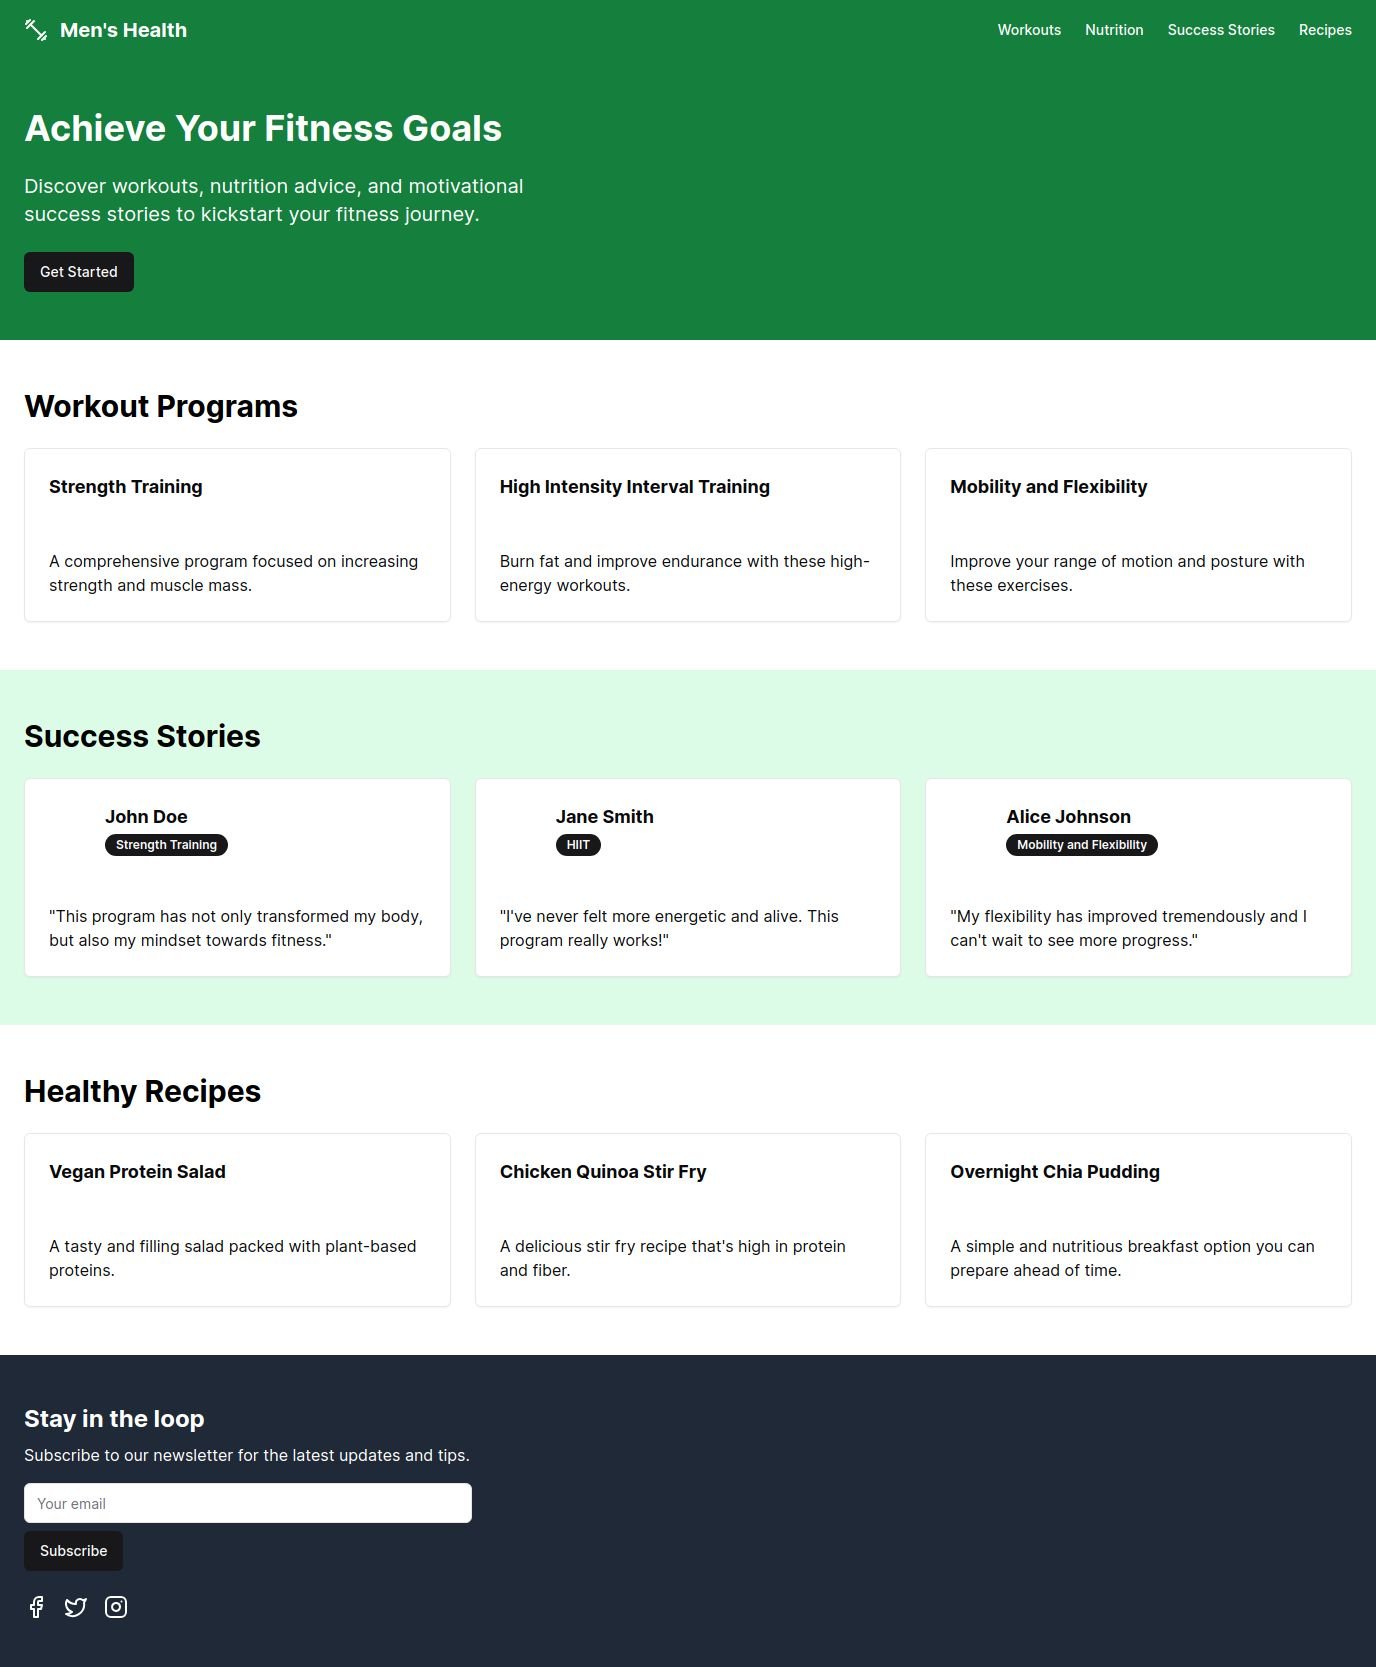 Men's Health
Workouts Nutrition Success Stories Recipes
Achieve Your Fitness Goals
Discover workouts, nutrition advice, and motivational
success stories to kickstart your fitness journey.
Get Started
Workout Programs
Strength Training
A comprehensive program focused on increasing
strength and muscle mass.
High Intensity Interval Training
Burn fat and improve endurance with these high-
energy workouts.
Mobility and Flexibility
Improve your range of motion and posture with
these exercises.
Success Stories
John Doe
Strength Training
"This program has not only transformed my body,
but also my mindset towards fitness."
Jane Smith
HIIT
"I've never felt more energetic and alive. This
program really works!"
Alice Johnson
Mobility and Flexibility
"My flexibility has improved tremendously and I
can't wait to see more progress."
Healthy Recipes
Vegan Protein Salad
A tasty and filling salad packed with plant-based
proteins.
Chicken Quinoa Stir Fry
A delicious stir fry recipe that's high in protein
and fiber.
Overnight Chia Pudding
A simple and nutritious breakfast option you can
prepare ahead of time.
Stay in the loop
Subscribe to our newsletter for the latest updates and tips.
Your email
Subscribe